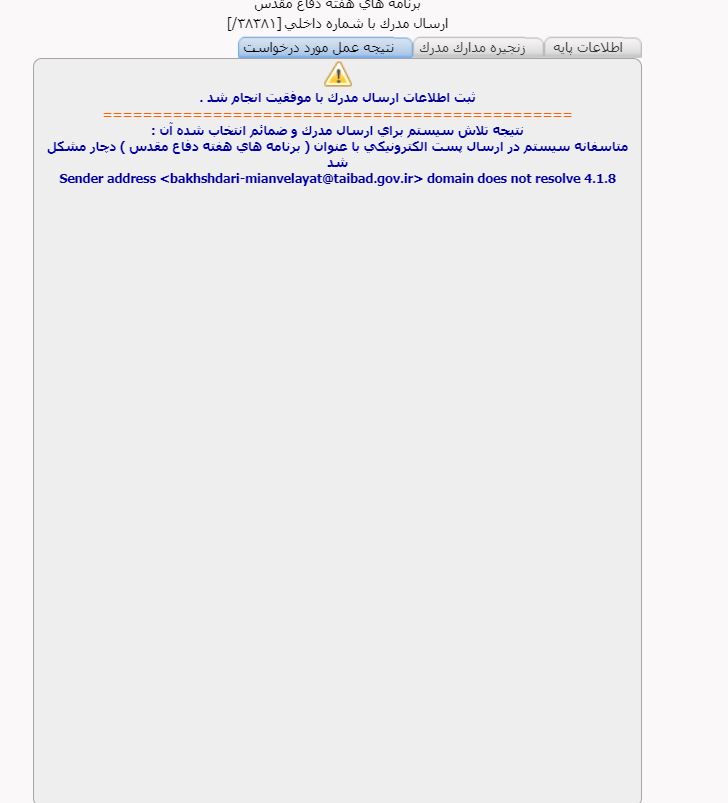 برنامه هاي هفته دفاع مقدس
ارسال مدرك با شماره داخلي [۳۸۳۸۱/]
اطلاعات پایه
زنجيره مدارك مدرك
نتيجه عمل مورد درخواست
ثبت اطلاعات ارسال مدرك با موفقيت انجام شد .
===============================================
نتيجه تلاش سيستم براي ارسال مدرك و ضمائم انتخاب شده آن :
متاسفانه سيستم در ارسال پست الكترونيكي با عنوان ( برنامه هاي هفته دفاع مقدس ) دچار مشكل
شد
Sender address <bakhshdari-mianvelayat@taibad.gov.ir> domain does not resolve 4.1.8